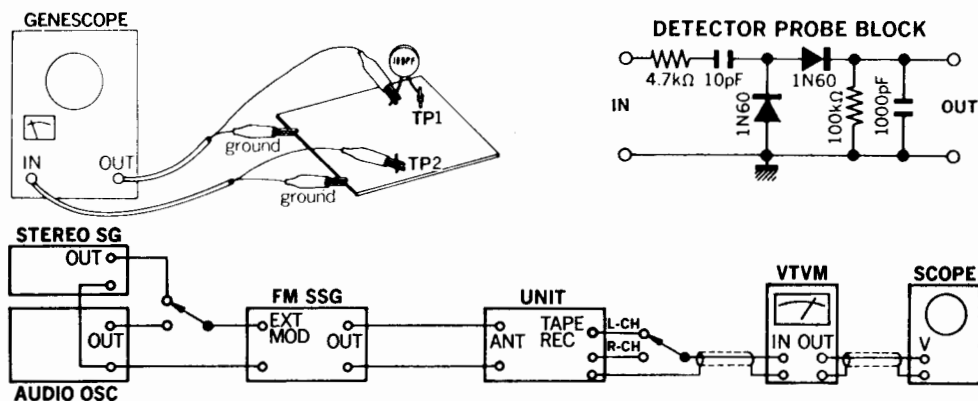 GENESCOPE
100PF
TP1
ground
IN
OUT
TP2
ground
DETECTOR PROBE BLOCK
4.7kΩ
10pF
1N60
IN
1N60
100kΩ
1000pF
OUT
STEREO SG
OUT
OUT
AUDIO OSC
FM SSG
EXT
MOD
OUT
UNIT
ANT
TAPE
REC
L-CH
R-CH
VTVM
IN OUT
SCOPE
V